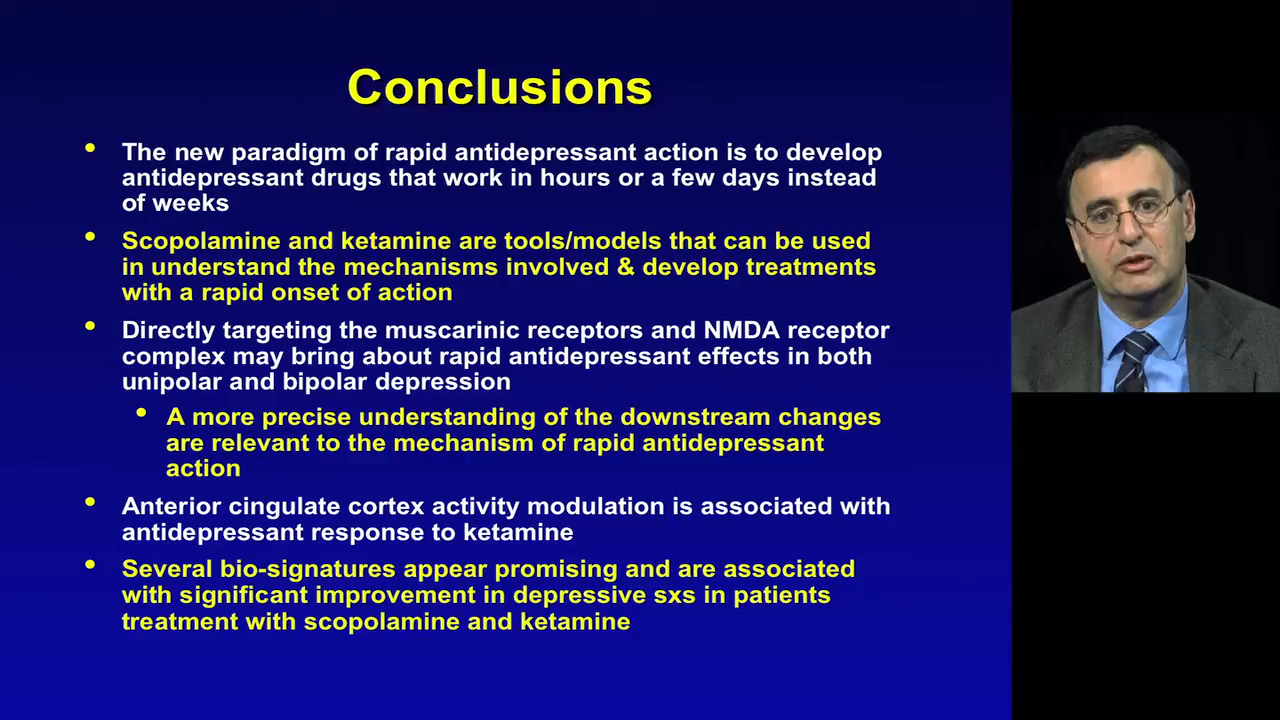 Conclusions
• The new paradigm of rapid antidepressant action is to develop
antidepressant drugs that work in hours or a few days instead
of weeks
• Scopolamine and ketamine are tools/models that can be used
in understand the mechanisms involved & develop treatments
with a rapid onset of action
• Directly targeting the muscarinic receptors and NMDA receptor
complex may bring about rapid antidepressant effects in both
unipolar and bipolar depression
• A more precise understanding of the downstream changes
are relevant to the mechanism of rapid antidepressant
action
• Anterior cingulate cortex activity modulation is associated with
antidepressant response to ketamine
• Several bio-signatures appear promising and are associated
with significant improvement in depressive sxs in patients
treatment with scopolamine and ketamine